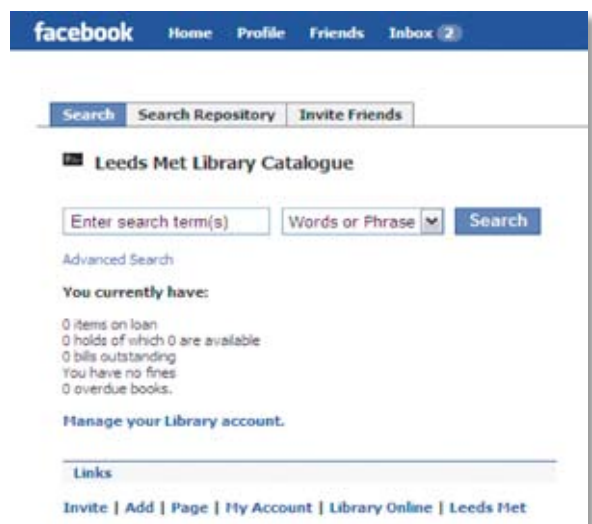 facebook Home Profile Friends Inbox 2
Search Search Repository Invite Friends
Leeds Met Library Catalogue
Enter search term(s) Words or Phrase Search
Advanced Search
You currently have:
0 items on loan
0 holds of which 0 are available
0 bills outstanding
You have no fines
0 overdue books.
Manage your Library account.
Links
Invite | Add | Page | My Account | Library Online | Leeds Met